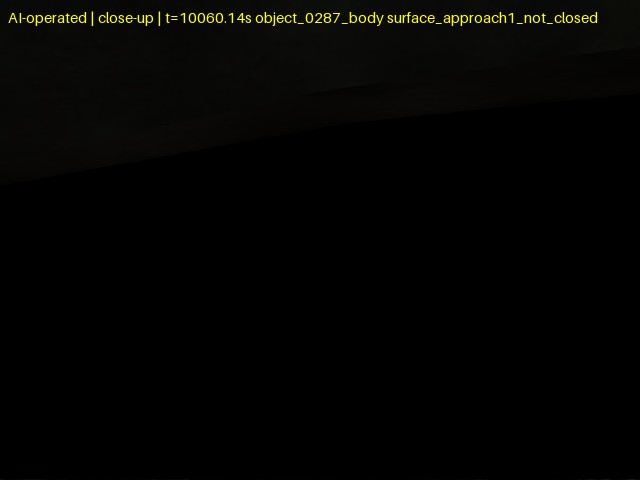 AI-operated | close-up | t=10060.14s object_0287_body surface_approach1_not_closed